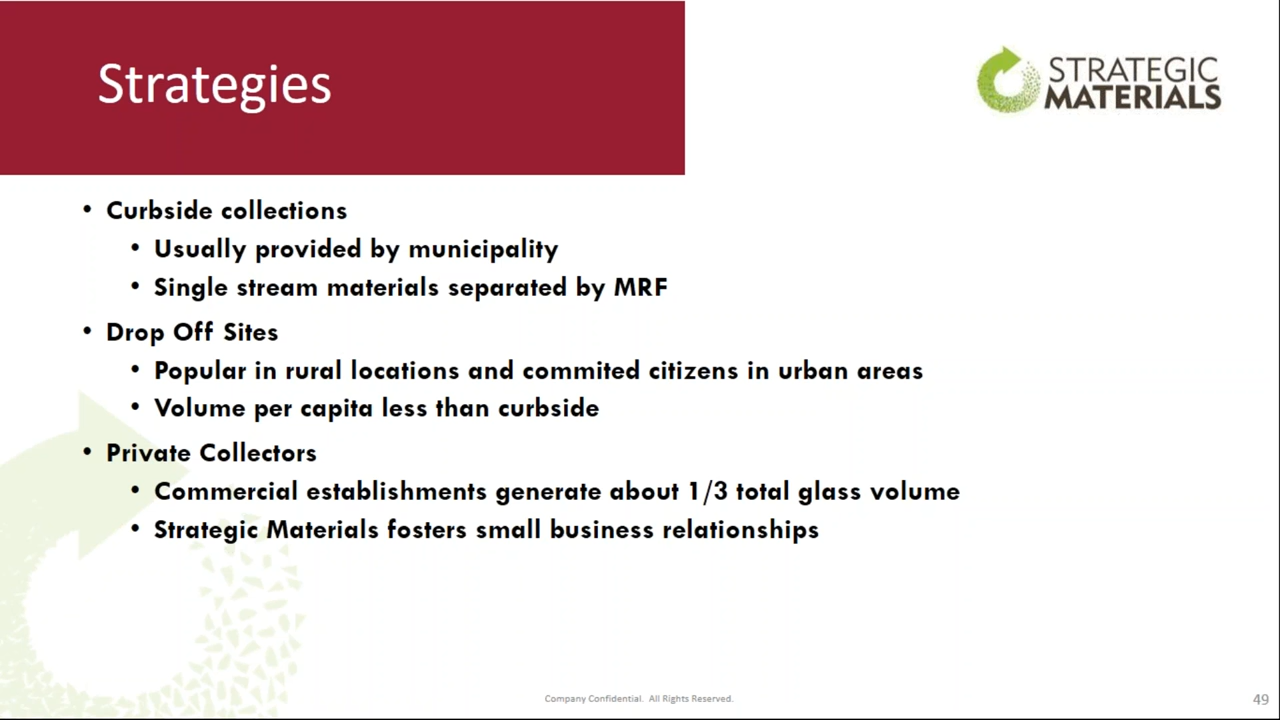 Strategies
STRATEGIC
MATERIALS
• Curbside collections
• Usually provided by municipality
• Single stream materials separated by MRF
• Drop Off Sites
• Popular in rural locations and commited citizens in urban areas
• Volume per capita less than curbside
• Private Collectors
• Commercial establishments generate about 1/3 total glass volume
• Strategic Materials fosters small business relationships
Company Confidential. All Rights Reserved.
49